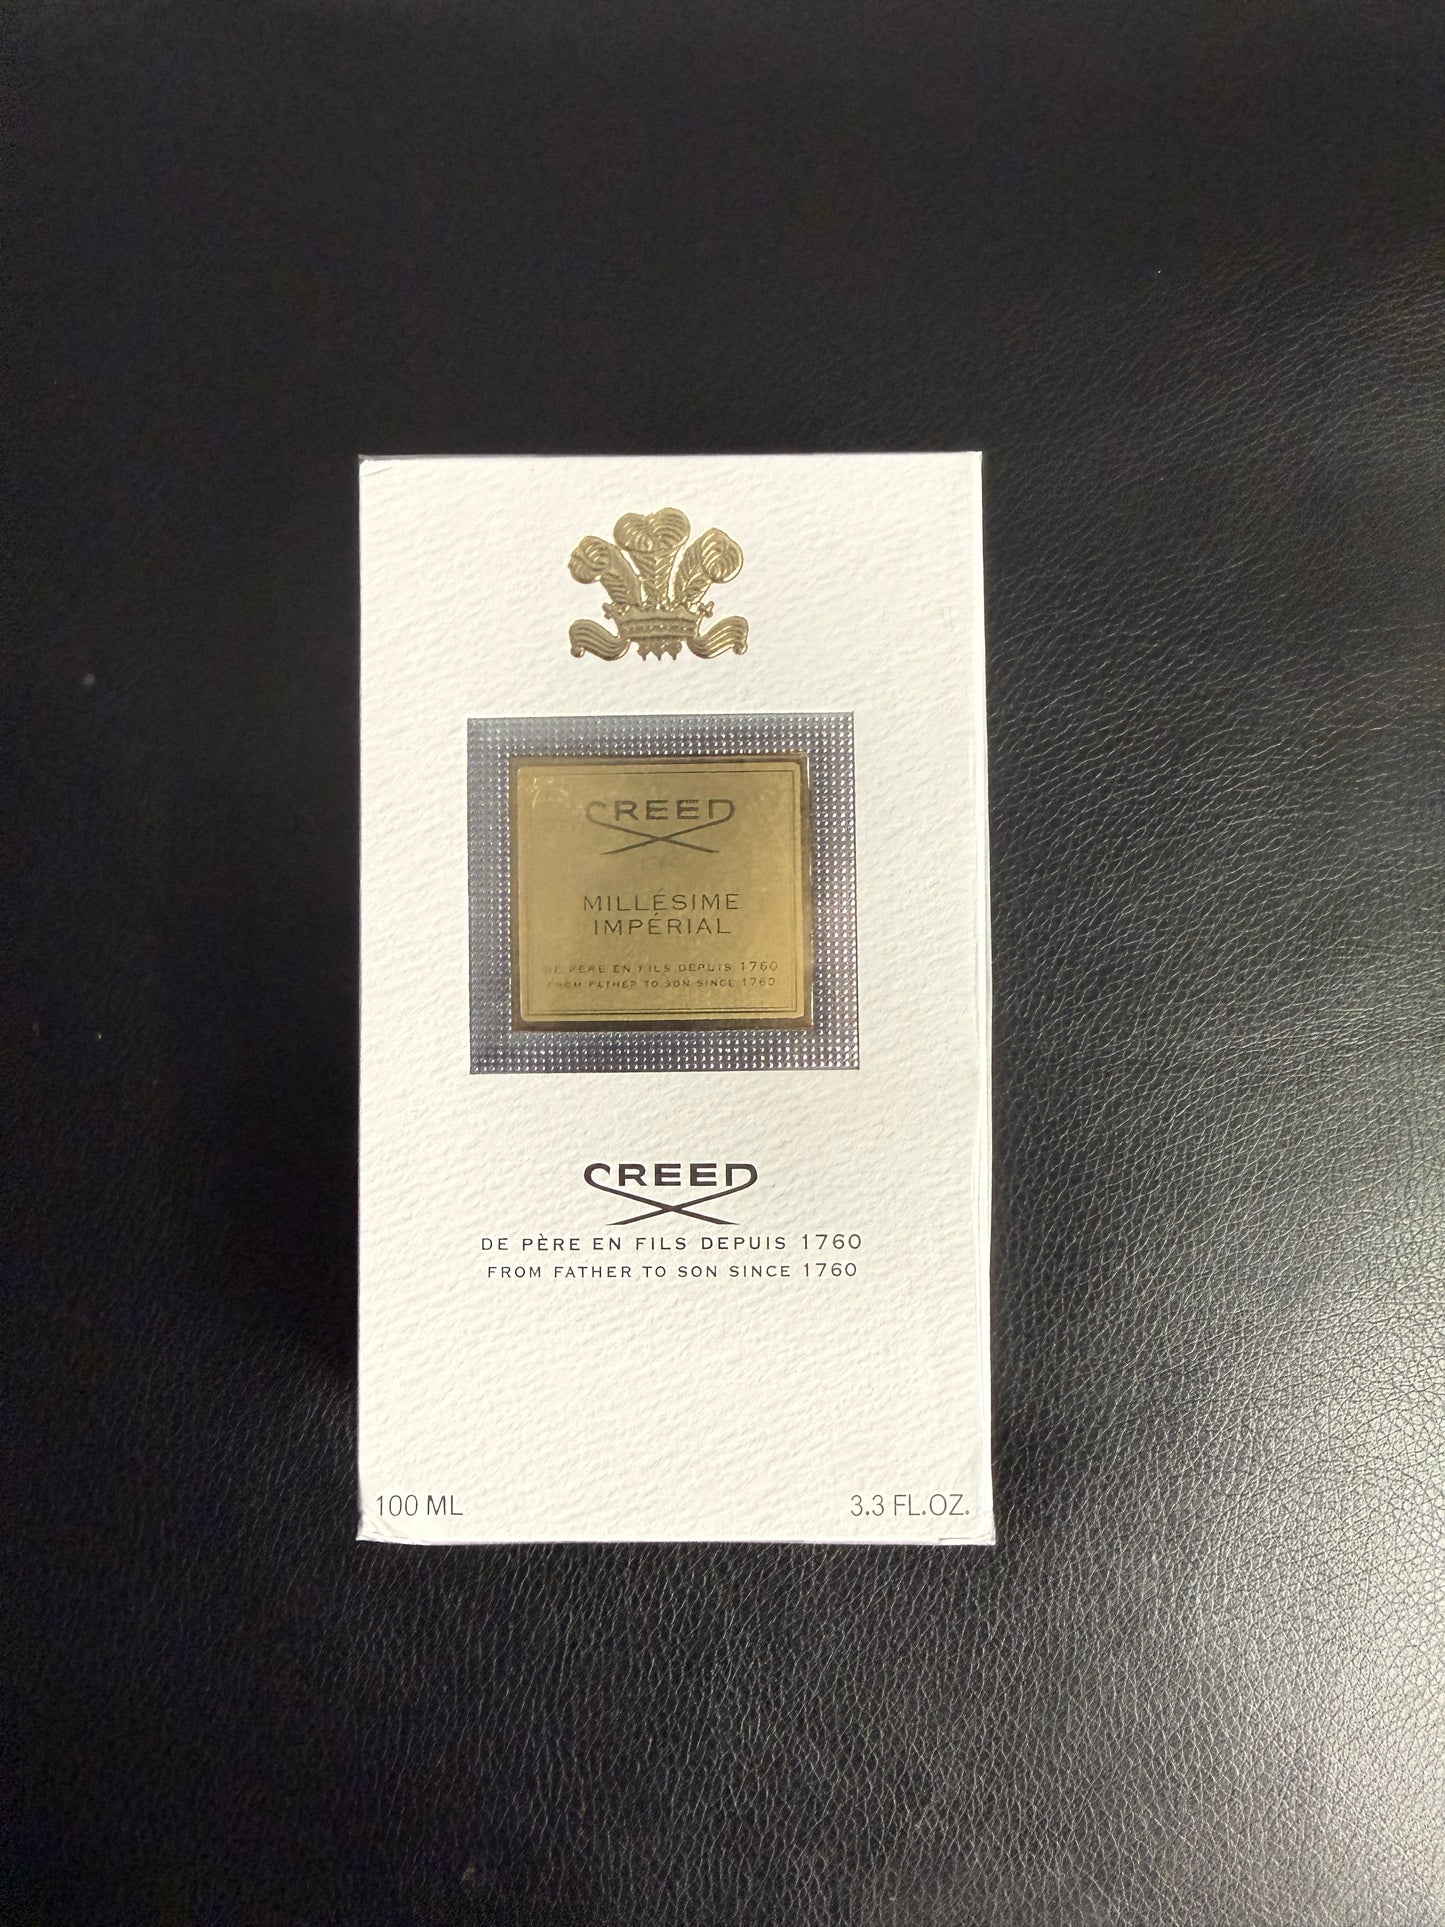 CREED
1760
MILLÉSIME
IMPÉRIAL
DE PÈRE EN FILS DEPUIS 1760
FROM FATHER TO SON SINCE 1760
CREED
DE PÈRE EN FILS DEPUIS 1760
FROM FATHER TO SON SINCE 1760
100 ML
3.3 FL.OZ.